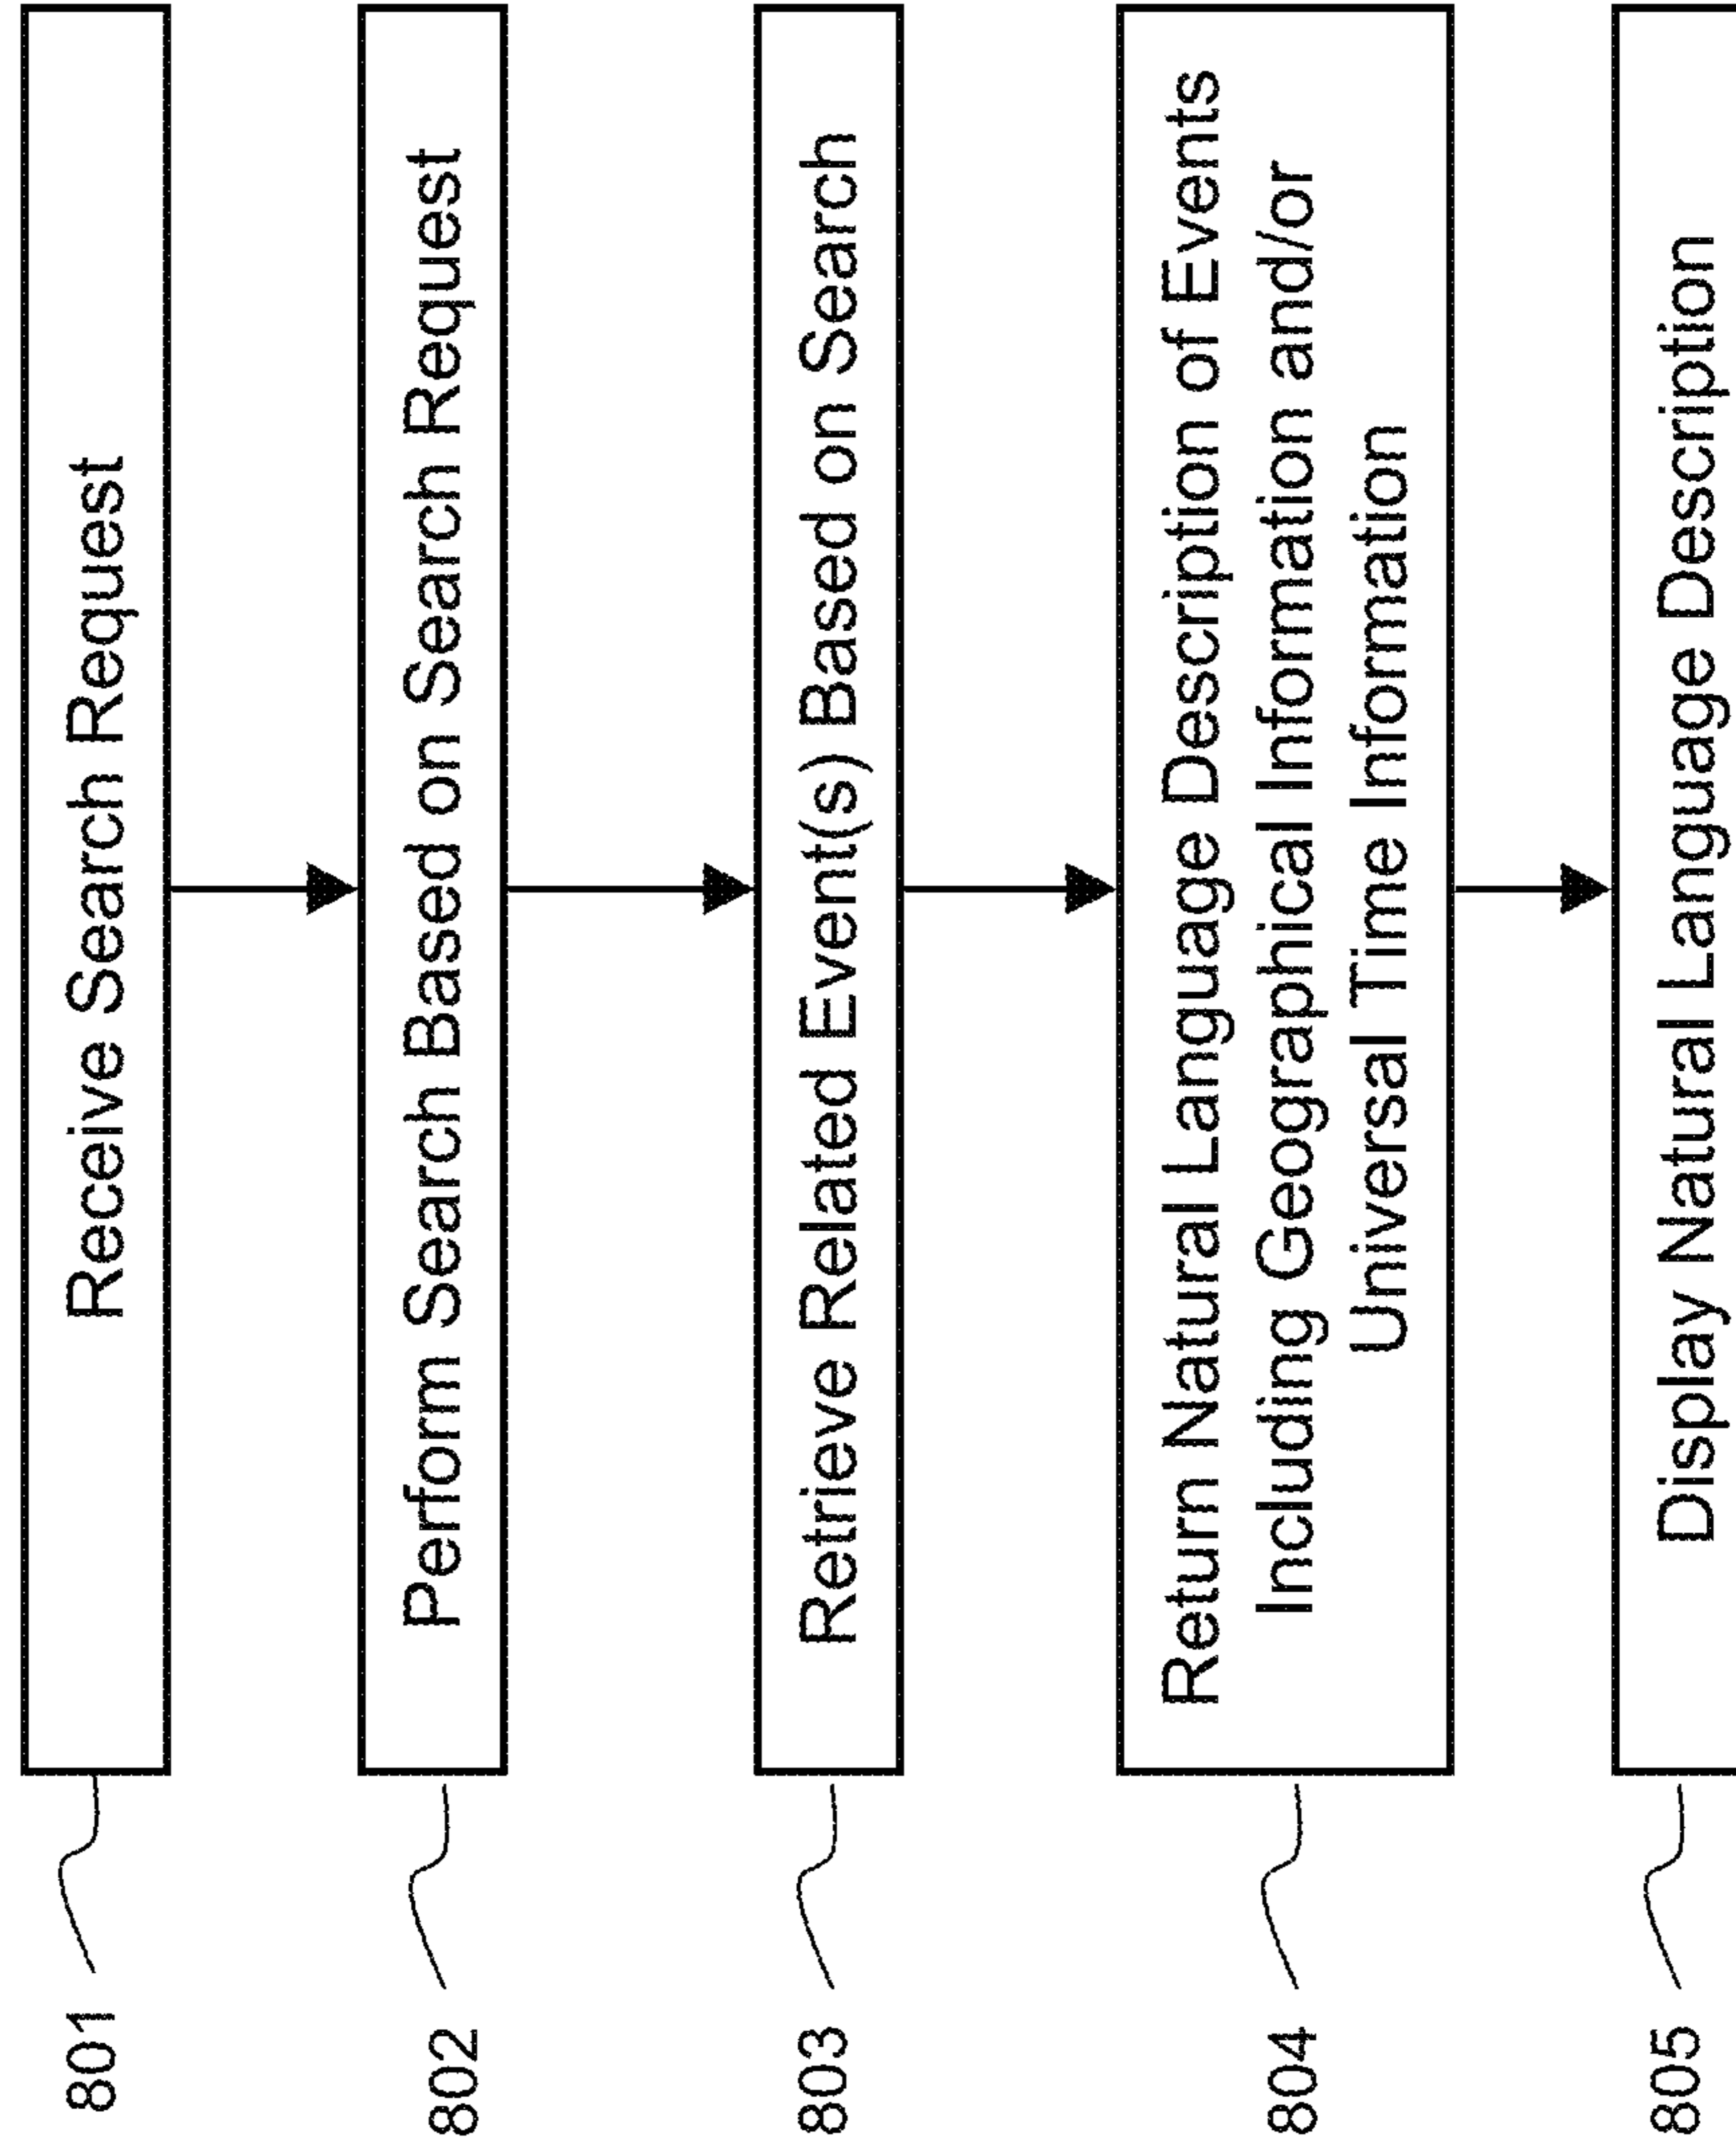 801
Receive Search Request
802
Perform Search Based on Search Request
803
Retrieve Related Event(s) Based on Search
804
Return Natural Language Description of Events
Including Geographical Information and/or
Universal Time Information
805
Display Natural Language Description